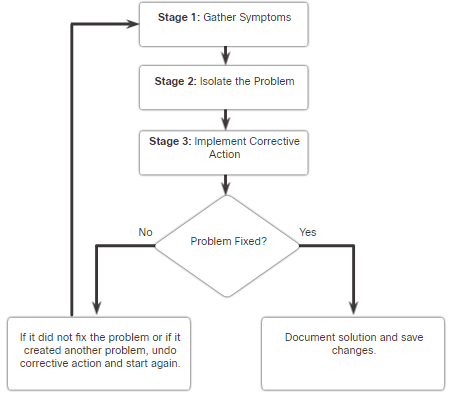 Stage 1: Gather Symptoms
Stage 2: Isolate the Problem
Stage 3: Implement Corrective
Action
Problem Fixed?
No
Yes
If it did not fix the problem or if it
created another problem, undo
corrective action and start again.
Document solution and save
changes.